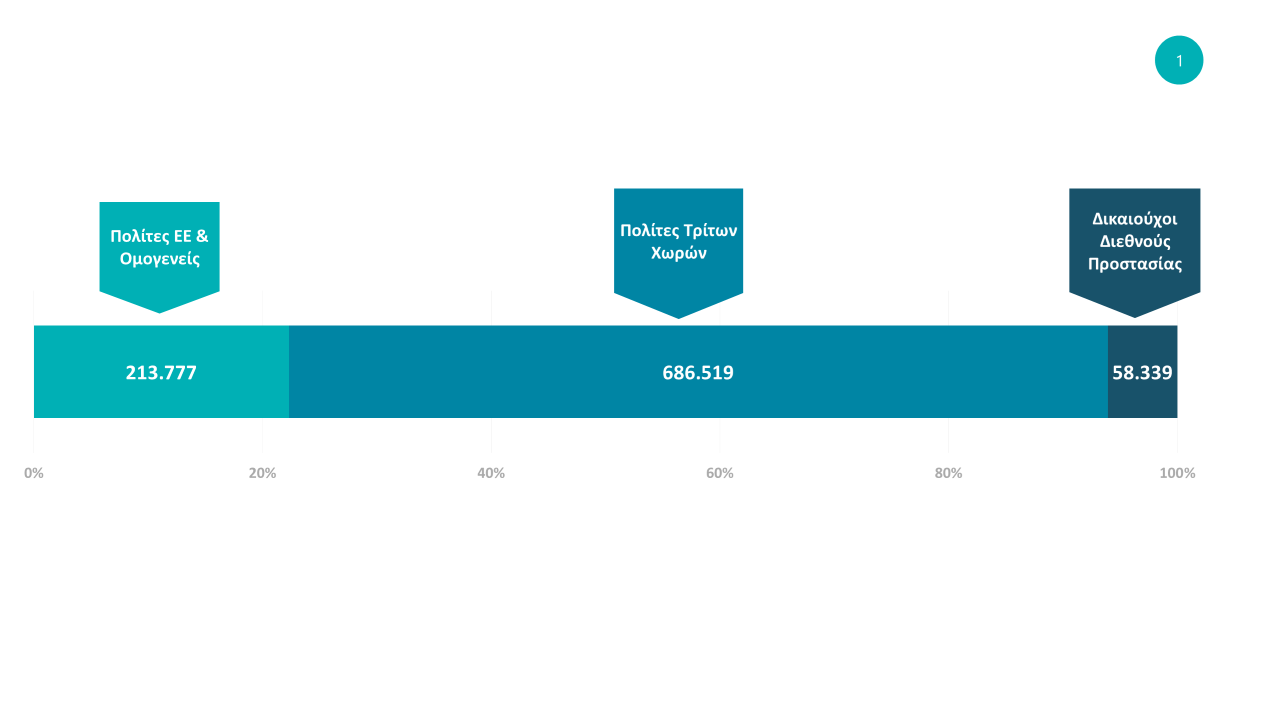 1
Πολίτες ΕΕ &
Ομογενείς
Πολίτες Τρίτων
Χωρών
Δικαιούχοι
Διεθνούς
Προστασίας
213.777
686.519
58.339
0%
20%
40%
60%
80%
100%